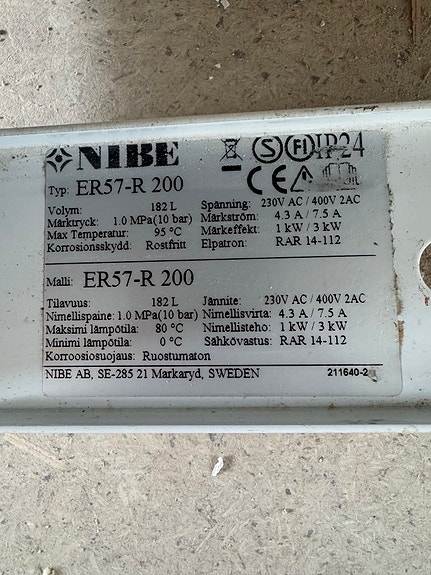 NIBE S FI IP24
CE
Typ: ER57-R 200
Volym: 182 L Spänning: 230V AC / 400V 2AC
Märktryck: 1.0 MPa(10 bar) Märkström: 4.3 A / 7.5 A
Max Temperatur: 95 °C Märkeffekt: 1 kW / 3 kW
Korrosionsskydd: Rostfritt Elpatron: RAR 14-112
Malli: ER57-R 200
Tilavuus: 182 L Jännite: 230V AC / 400V 2AC
Nimellispaine: 1.0 MPa(10 bar) Nimellisvirta: 4.3 A / 7.5 A
Maksimi lämpötila: 80 °C Nimellisteho: 1 kW / 3 kW
Minimi lämpötila: 0 °C Sähkövastus: RAR 14-112
Korroosiosuojaus: Ruostumaton
NIBE AB, SE-285 21 Markaryd, SWEDEN 211640-2